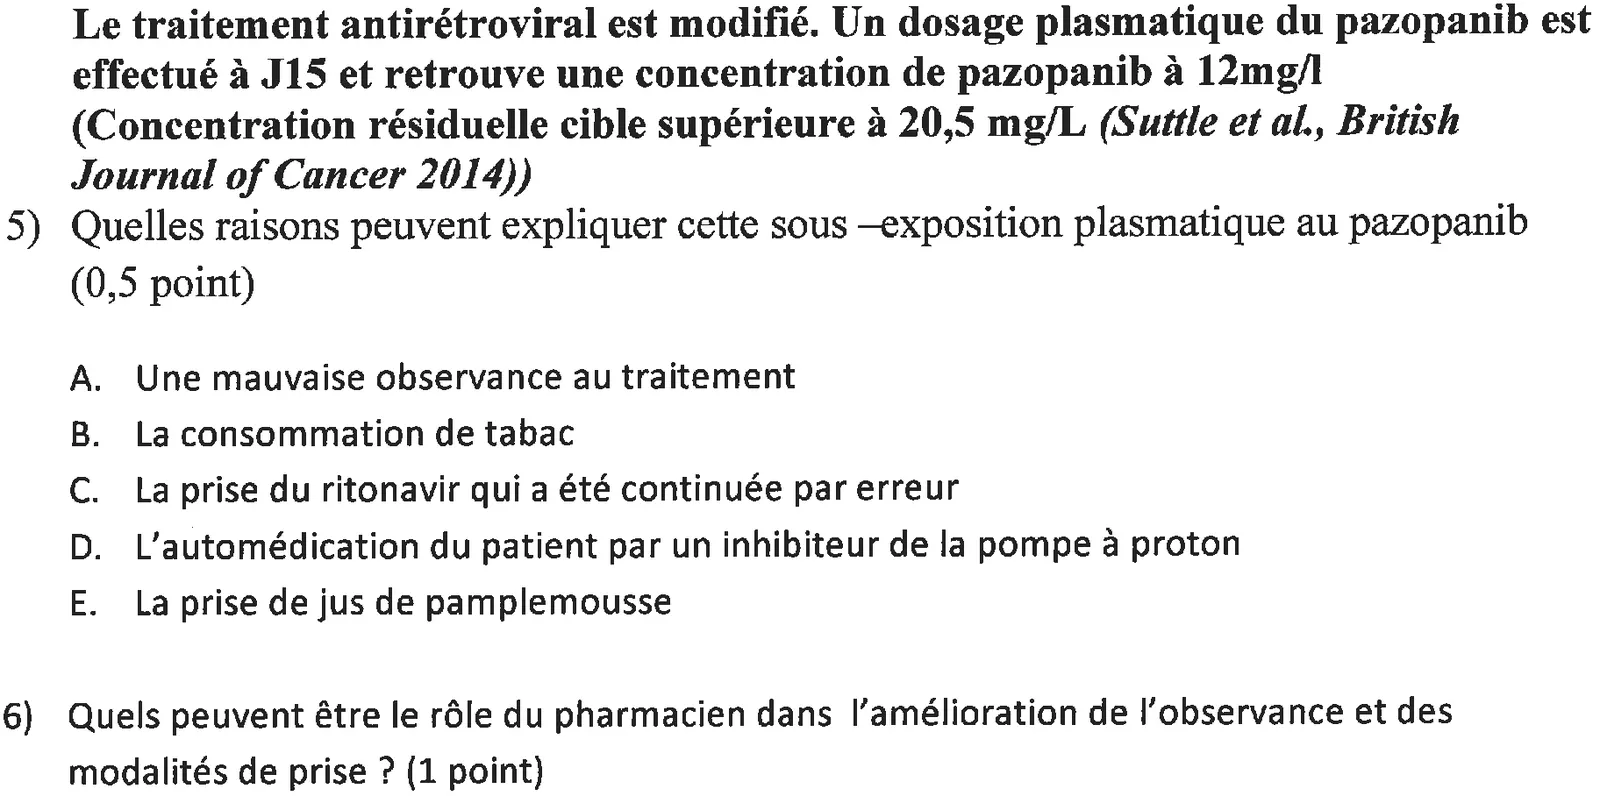 Le traitement antirétroviral est modifié. Un dosage plasmatique du pazopanib est
effectué à J15 et retrouve une concentration de pazopanib à 12mg/l
(Concentration résiduelle cible supérieure à 20,5 mg/L (Suttle et al., British
Journal of Cancer 2014))
5) Quelles raisons peuvent expliquer cette sous –exposition plasmatique au pazopanib
(0,5 point)
A. Une mauvaise observance au traitement
B. La consommation de tabac
C. La prise du ritonavir qui a été continuée par erreur
D. L'automédication du patient par un inhibiteur de la pompe à proton
E. La prise de jus de pamplemousse
6) Quels peuvent être le rôle du pharmacien dans l'amélioration de l'observance et des
modalités de prise ? (1 point)